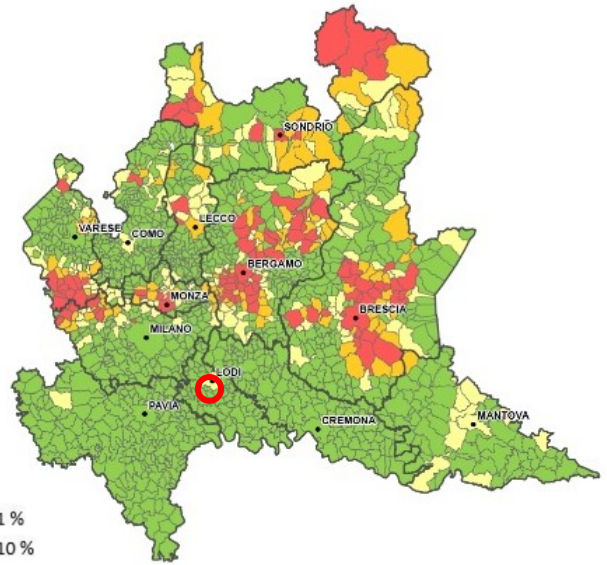 SONDRIO
LECCO
VARESE
COMO
BERGAMO
MONZA
BRESCIA
MILANO
LODI
PAVIA
CREMONA
MANTOVA
1 %
10 %